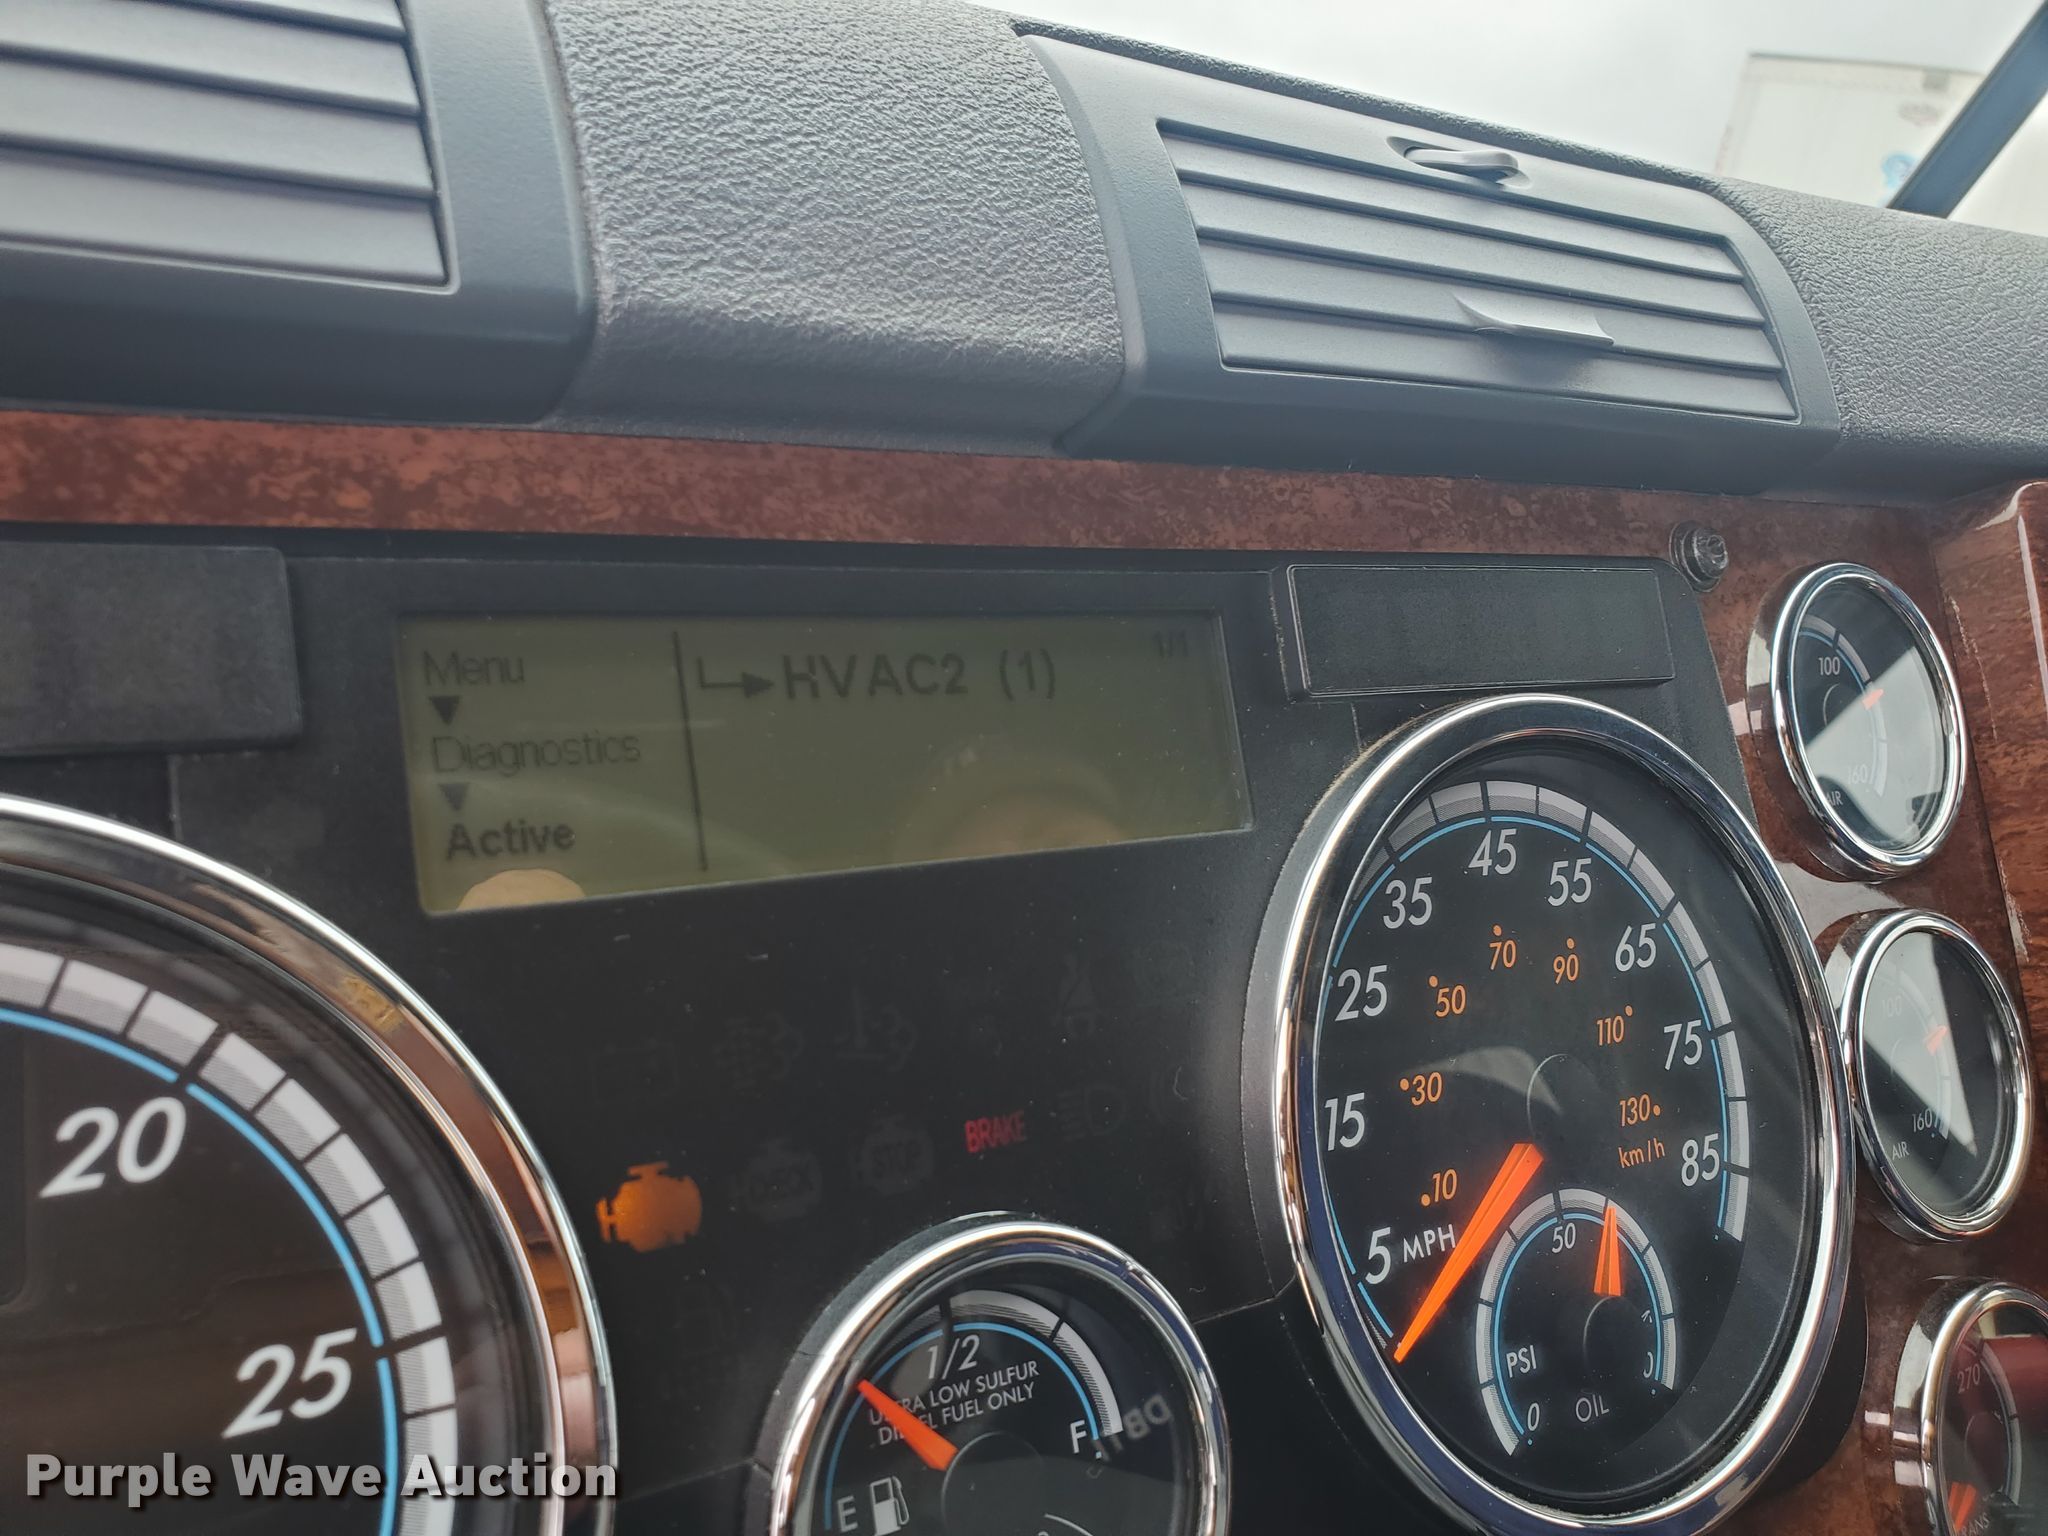 Menu
Diagnostics
Active
HVAC2 (1)
1/1
20
25
BRAKE
CHECK
STOP
1/2
ULTRA LOW SULFUR
DIESEL FUEL ONLY
E
F
5
15
25
35
45
55
65
75
85
MPH
10
30
50
70
90
110
130
km/h
50
PSI
0
OIL
100
160
AIR
100
160
AIR
270
Purple Wave Auction